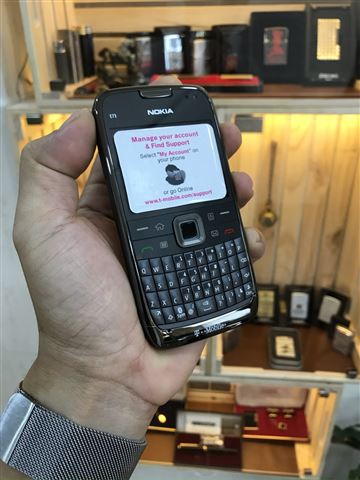 E73
NOKIA
Manage your account
& Find Support
Select "My Account" on
your phone
or go Online
www.t-mobile.com/support
Q W E R T Y U I O P
A S D F G H J K L
Z X C V B N M
T··Mobile·